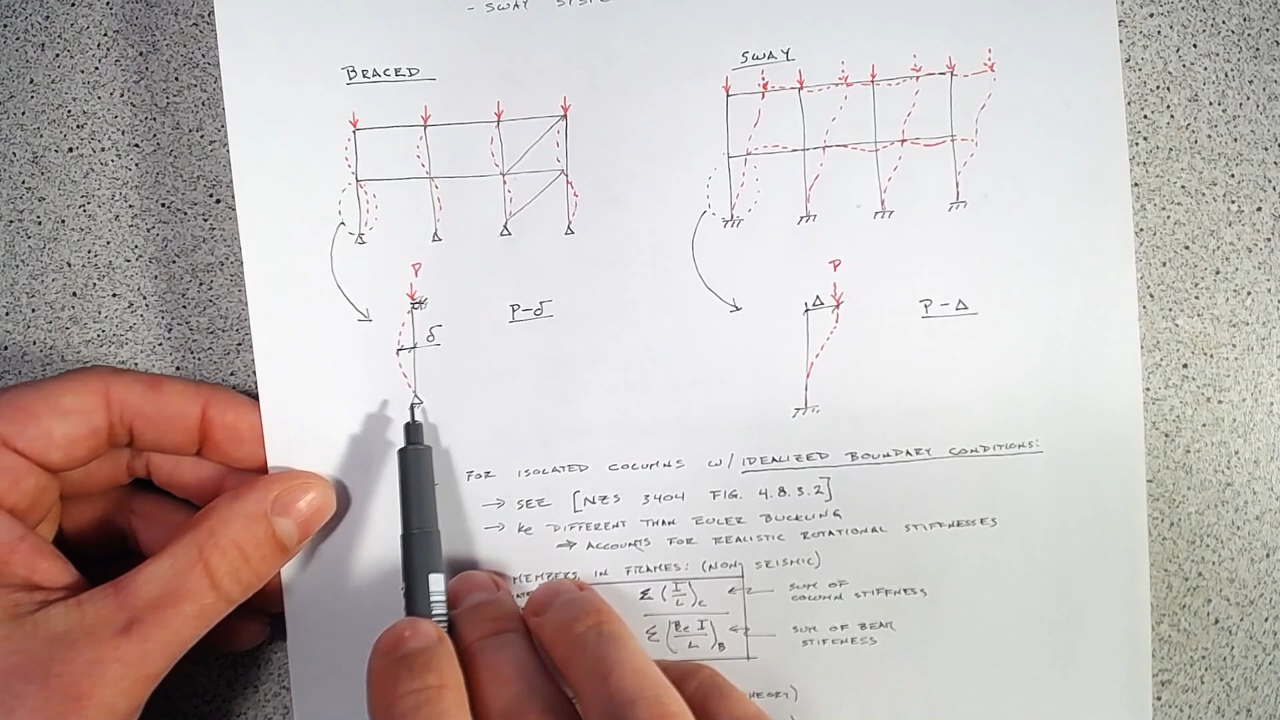 - SWAY
BRACED
SWAY
P
δ
P-δ
P
Δ
P-Δ
FOR ISOLATED COLUMNS W/ IDEALIZED BOUNDARY CONDITIONS:
→ SEE [NZS 3404 FIG. 4.8.3.2]
→ Ke DIFFERENT THAN EULER BUCKLING
⇒ ACCOUNTS FOR REALISTIC ROTATIONAL STIFFNESSES
MEMBERS IN FRAMES: (NON SEISMIC)
Σ(I/L)c ← SUM OF COLUMN STIFFNESS
Σ(Be I/L)B ← SUM OF BEAM STIFFNESS